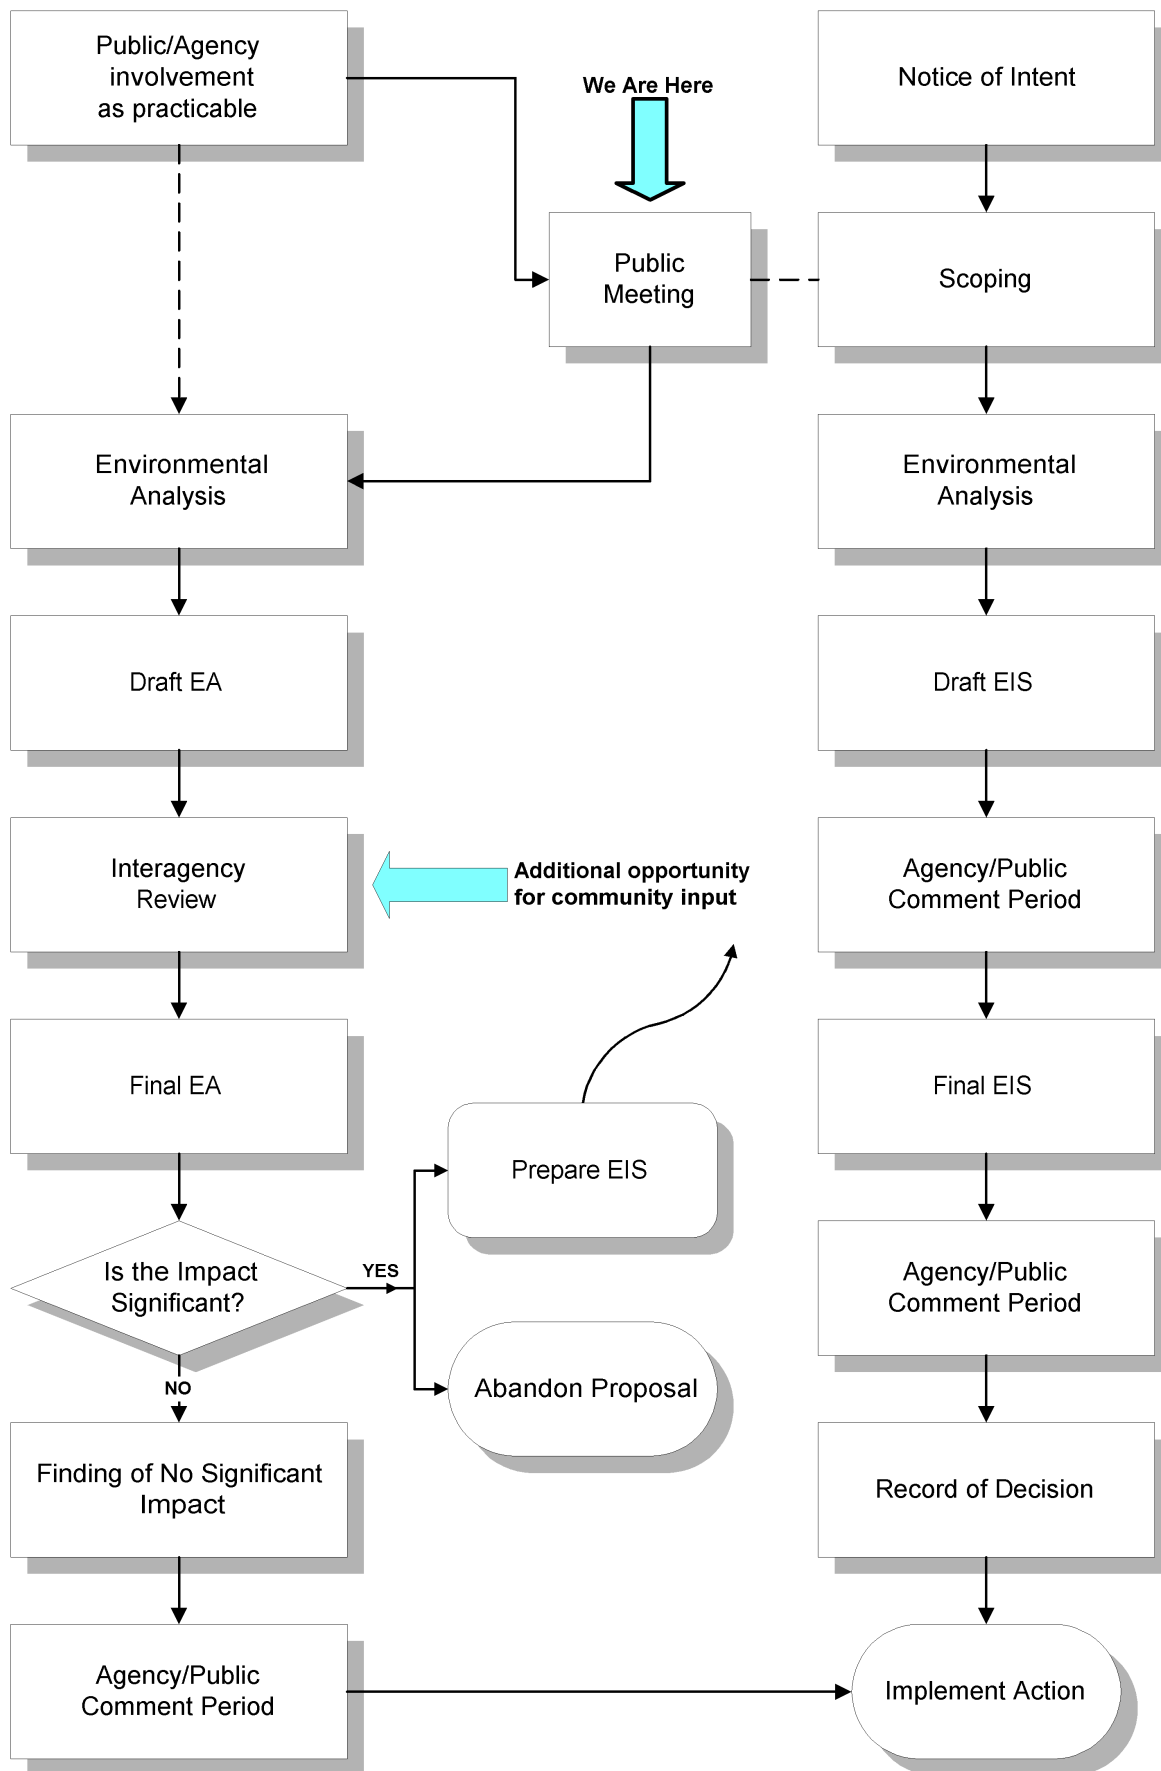 Public/Agency
involvement
as practicable
We Are Here
Notice of Intent
Public
Meeting
Scoping
Environmental
Analysis
Environmental
Analysis
Draft EA
Draft EIS
Interagency
Review
Additional opportunity
for community input
Agency/Public
Comment Period
Final EA
Final EIS
Prepare EIS
Is the Impact
Significant?
YES
Agency/Public
Comment Period
NO
Abandon Proposal
Finding of No Significant
Impact
Record of Decision
Agency/Public
Comment Period
Implement Action